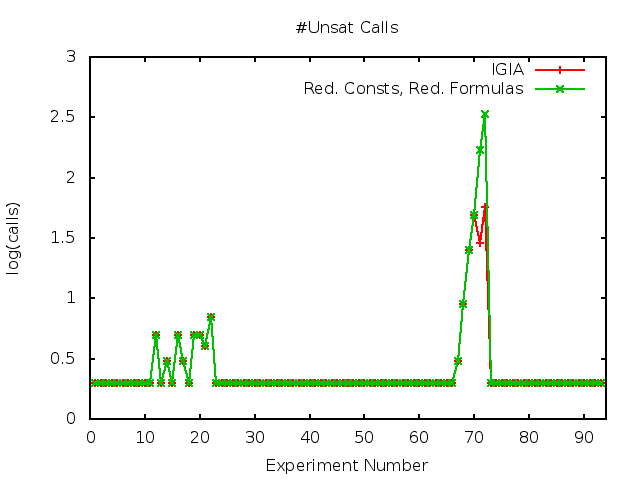 #Unsat Calls
IGIA
Red. Consts, Red. Formulas
log(calls)
3
2.5
2
1.5
1
0.5
0
0 10 20 30 40 50 60 70 80 90
Experiment Number